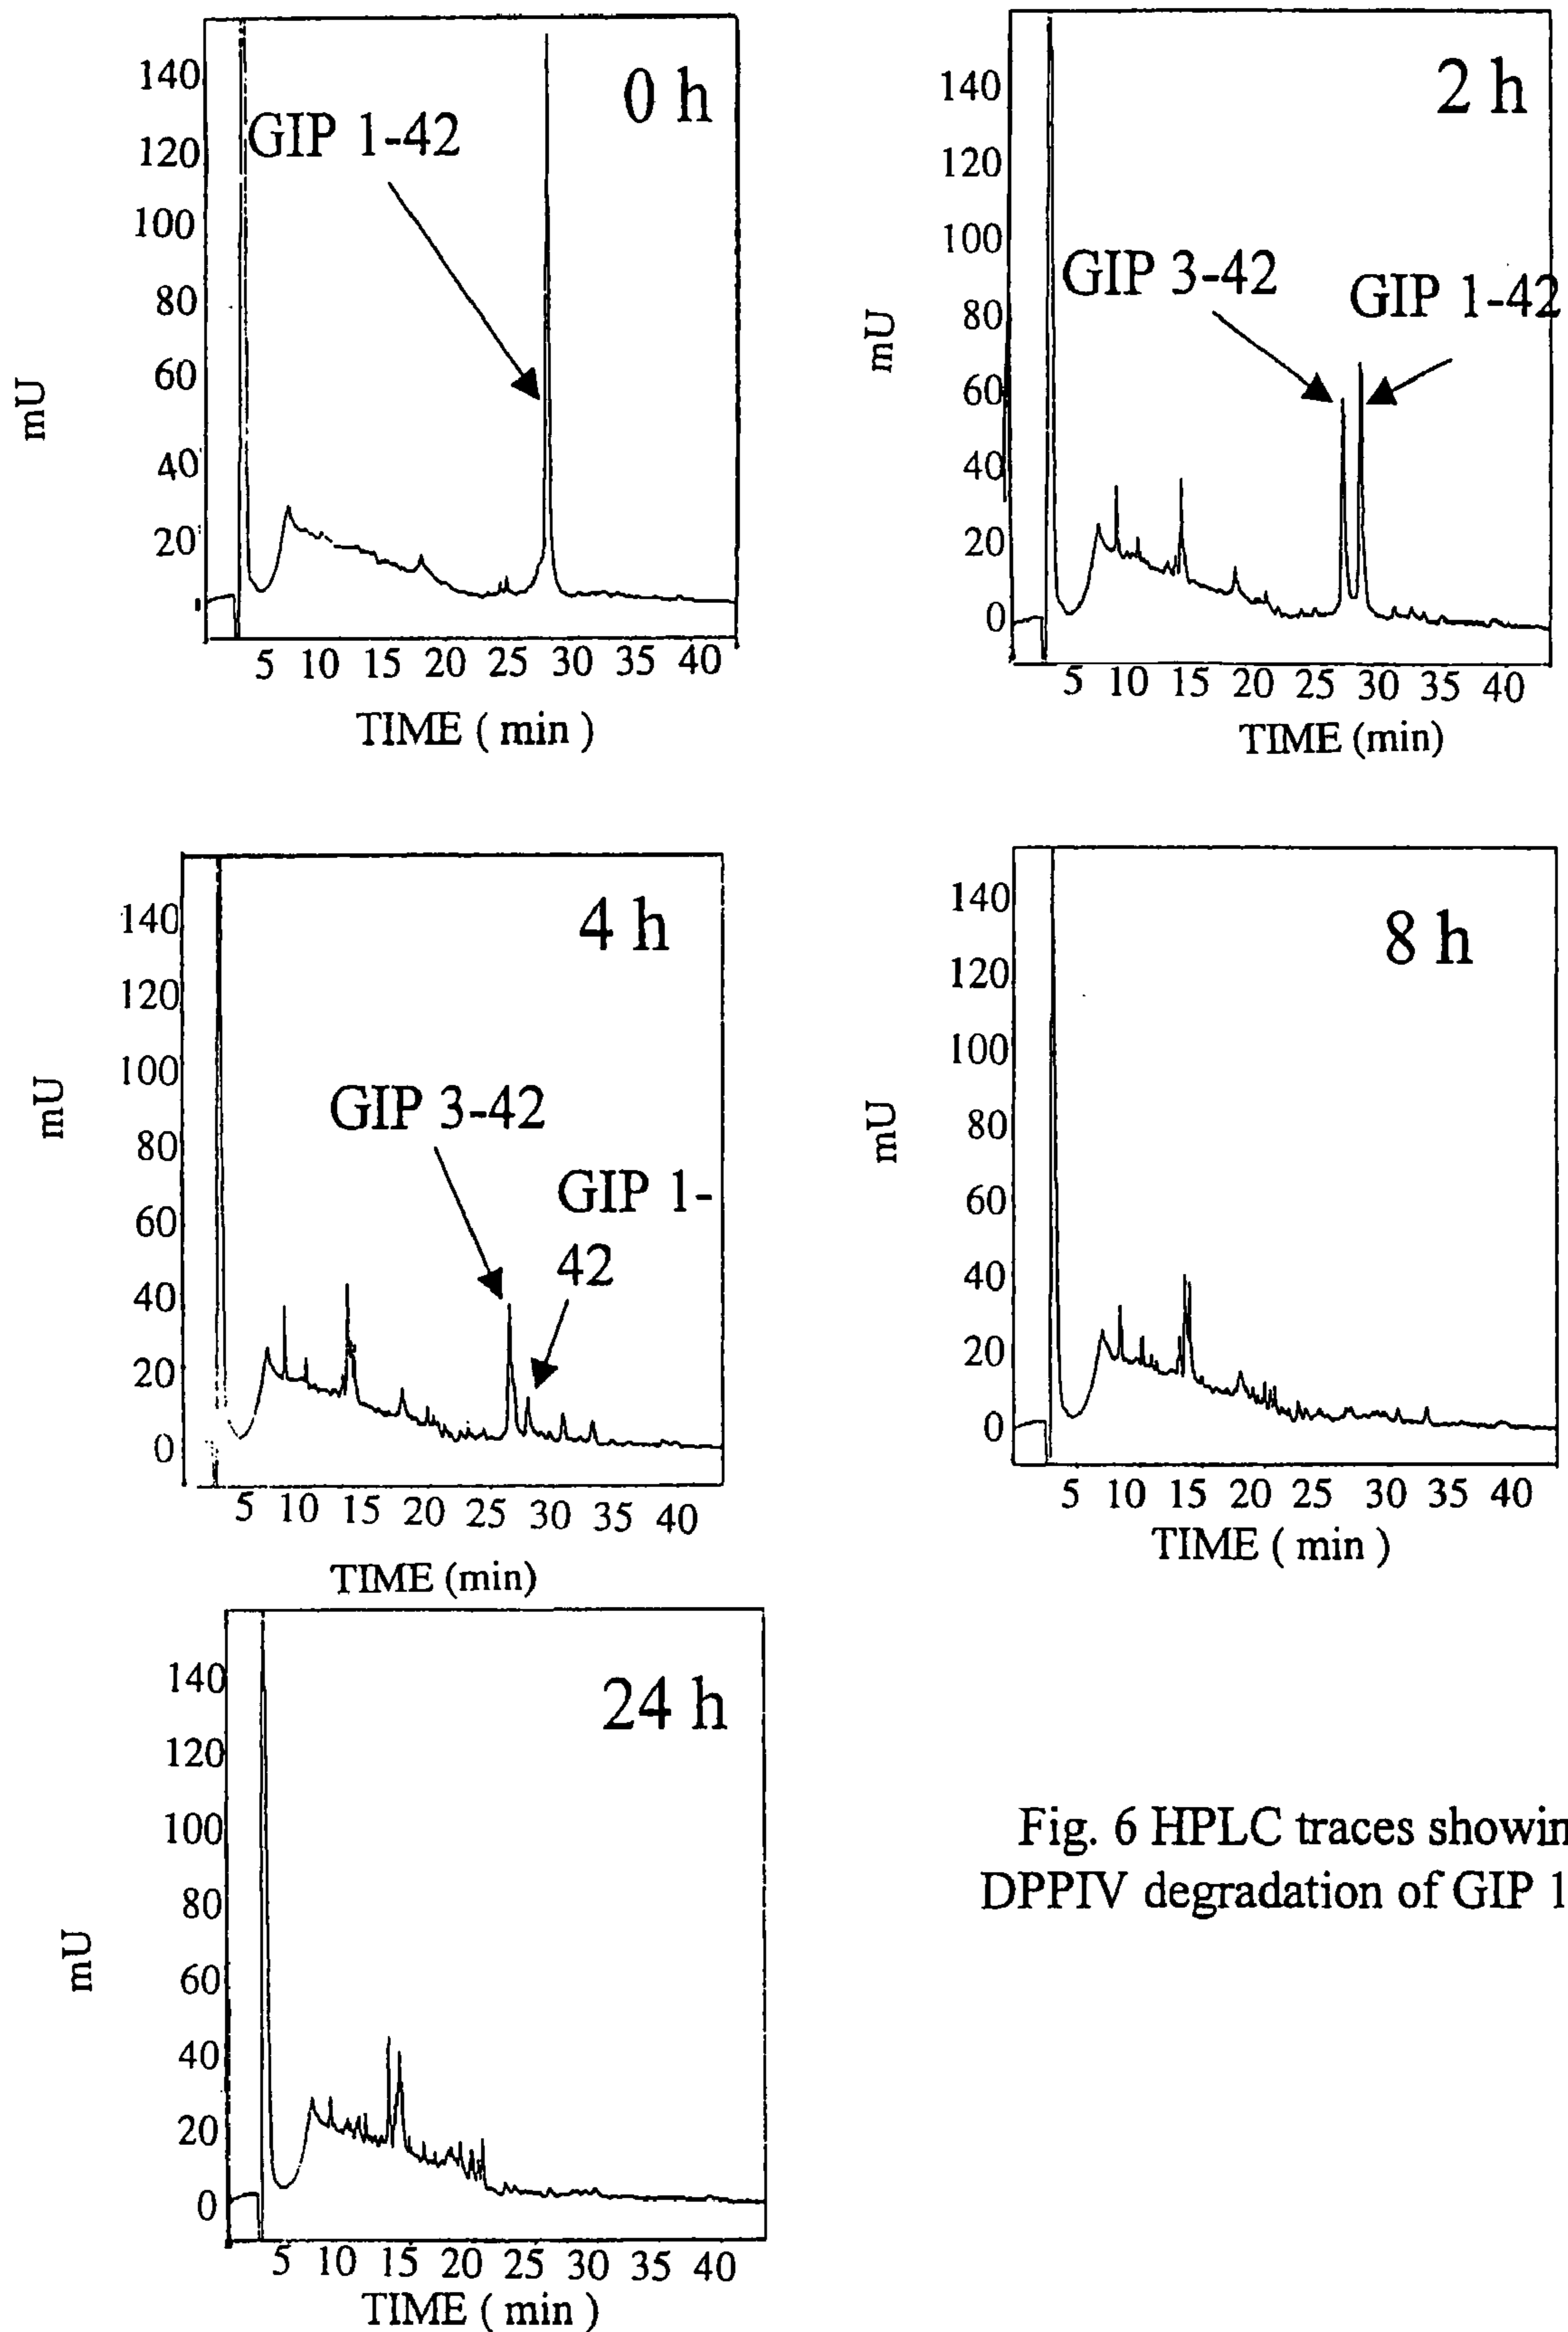 140
120
100
80
60
40
20
mU
0 h
GIP 1-42
5 10 15 20 25 30 35 40
TIME ( min )
140
120
100
80
60
40
20
0
mU
2 h
GIP 3-42
GIP 1-42
5 10 15 20 25 30 35 40
TIME (min)
140
120
100
80
60
40
20
0
mU
4 h
GIP 3-42
GIP 1-
42
5 10 15 20 25 30 35 40
TIME (min)
140
120
100
80
60
40
20
0
mU
8 h
5 10 15 20 25 30 35 40
TIME ( min )
140
120
100
80
60
40
20
0
mU
24 h
5 10 15 20 25 30 35 40
TIME ( min )
Fig. 6 HPLC traces showin
DPPIV degradation of GIP 1